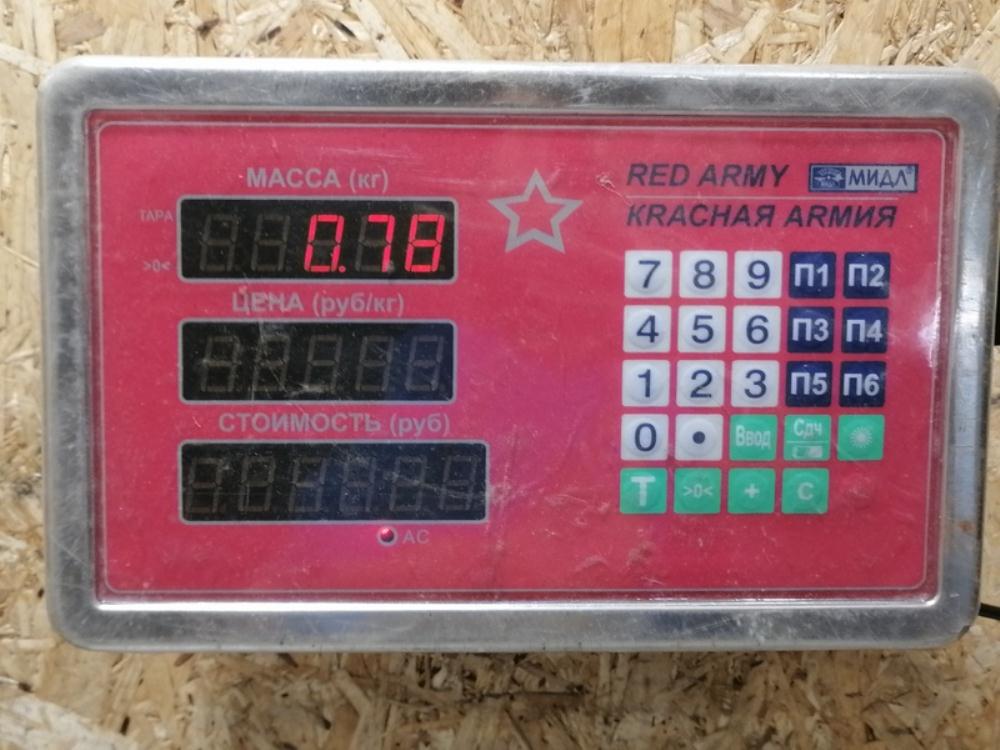 МАССА (кг)
ТАРА
>0<
0.78
ЦЕНА (руб/кг)
СТОИМОСТЬ (руб)
AC
RED ARMY
МИДЛ®
КRАСНАЯ АRМИЯ
7 8 9 П1 П2
4 5 6 П3 П4
1 2 3 П5 П6
0 • Ввод Сдч
T >0< + C